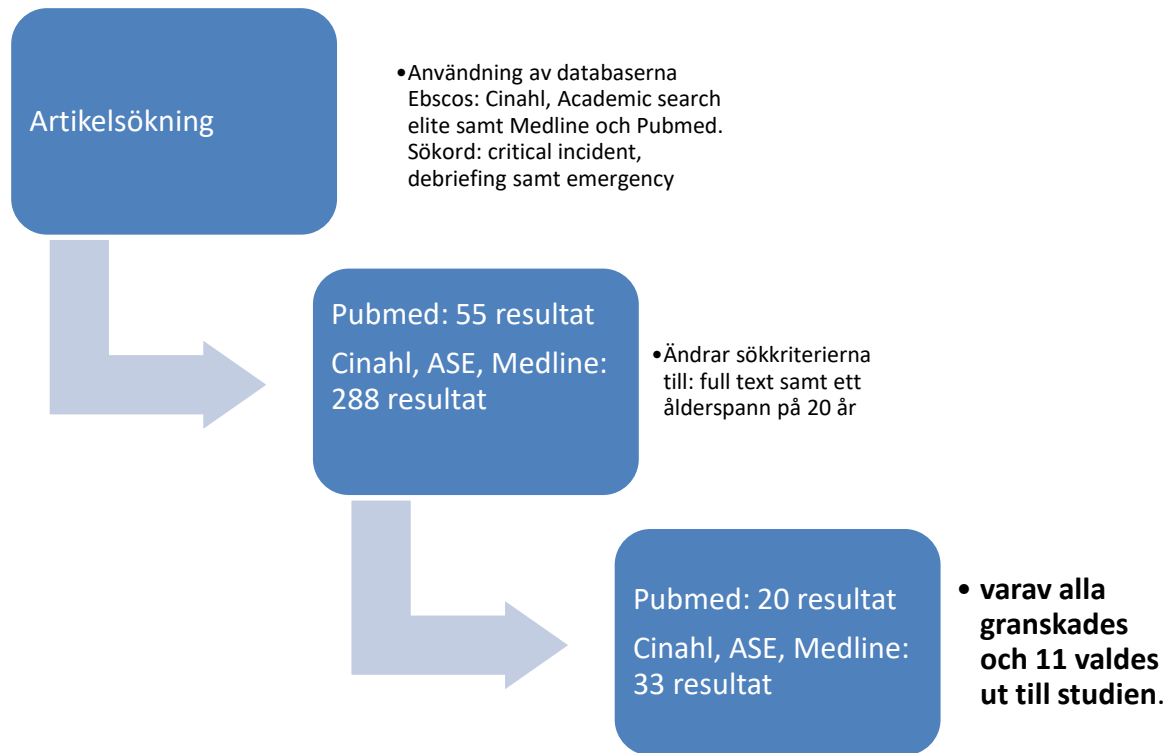 Artikelsökning
•Användning av databaserna
Ebscos: Cinahl, Academic search
elite samt Medline och Pubmed.
Sökord: critical incident,
debriefing samt emergency
Pubmed: 55 resultat
Cinahl, ASE, Medline:
288 resultat
•Ändrar sökkriterierna
till: full text samt ett
ålderspann på 20 år
Pubmed: 20 resultat
Cinahl, ASE, Medline:
33 resultat
• varav alla
granskades
och 11 valdes
ut till studien.